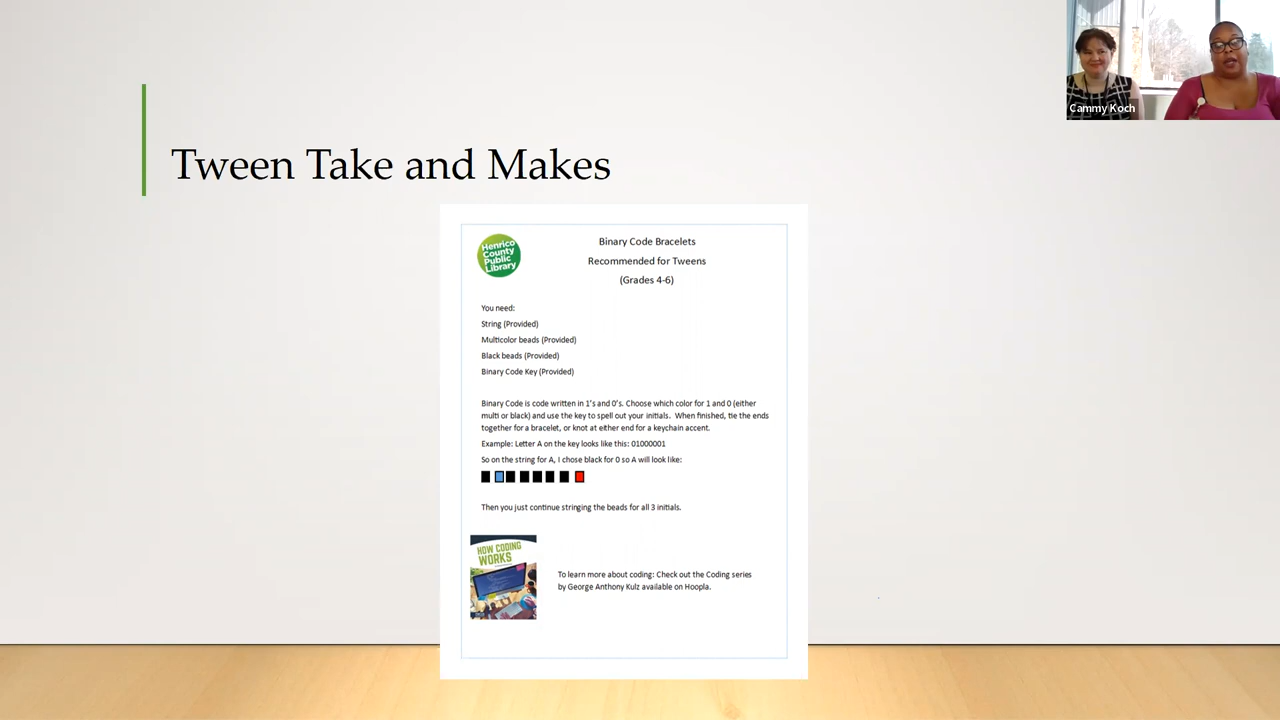 Cammy Koch
Tween Take and Makes
Henrico
County
Public
Library
Binary Code Bracelets
Recommended for Tweens
(Grades 4-6)
You need:
String (Provided)
Multicolor beads (Provided)
Black beads (Provided)
Binary Code Key (Provided)
Binary Code is code written in 1's and 0's. Choose which color for 1 and 0 (either
multi or black) and use the key to spell out your initials. When finished, tie the ends
together for a bracelet, or knot at either end for a keychain accent.
Example: Letter A on the key looks like this: 01000001
So on the string for A, I chose black for 0 so A will look like:
Then you just continue stringing the beads for all 3 initials.
HOW CODING
WORKS
To learn more about coding: Check out the Coding series
by George Anthony Kulz available on Hoopla.